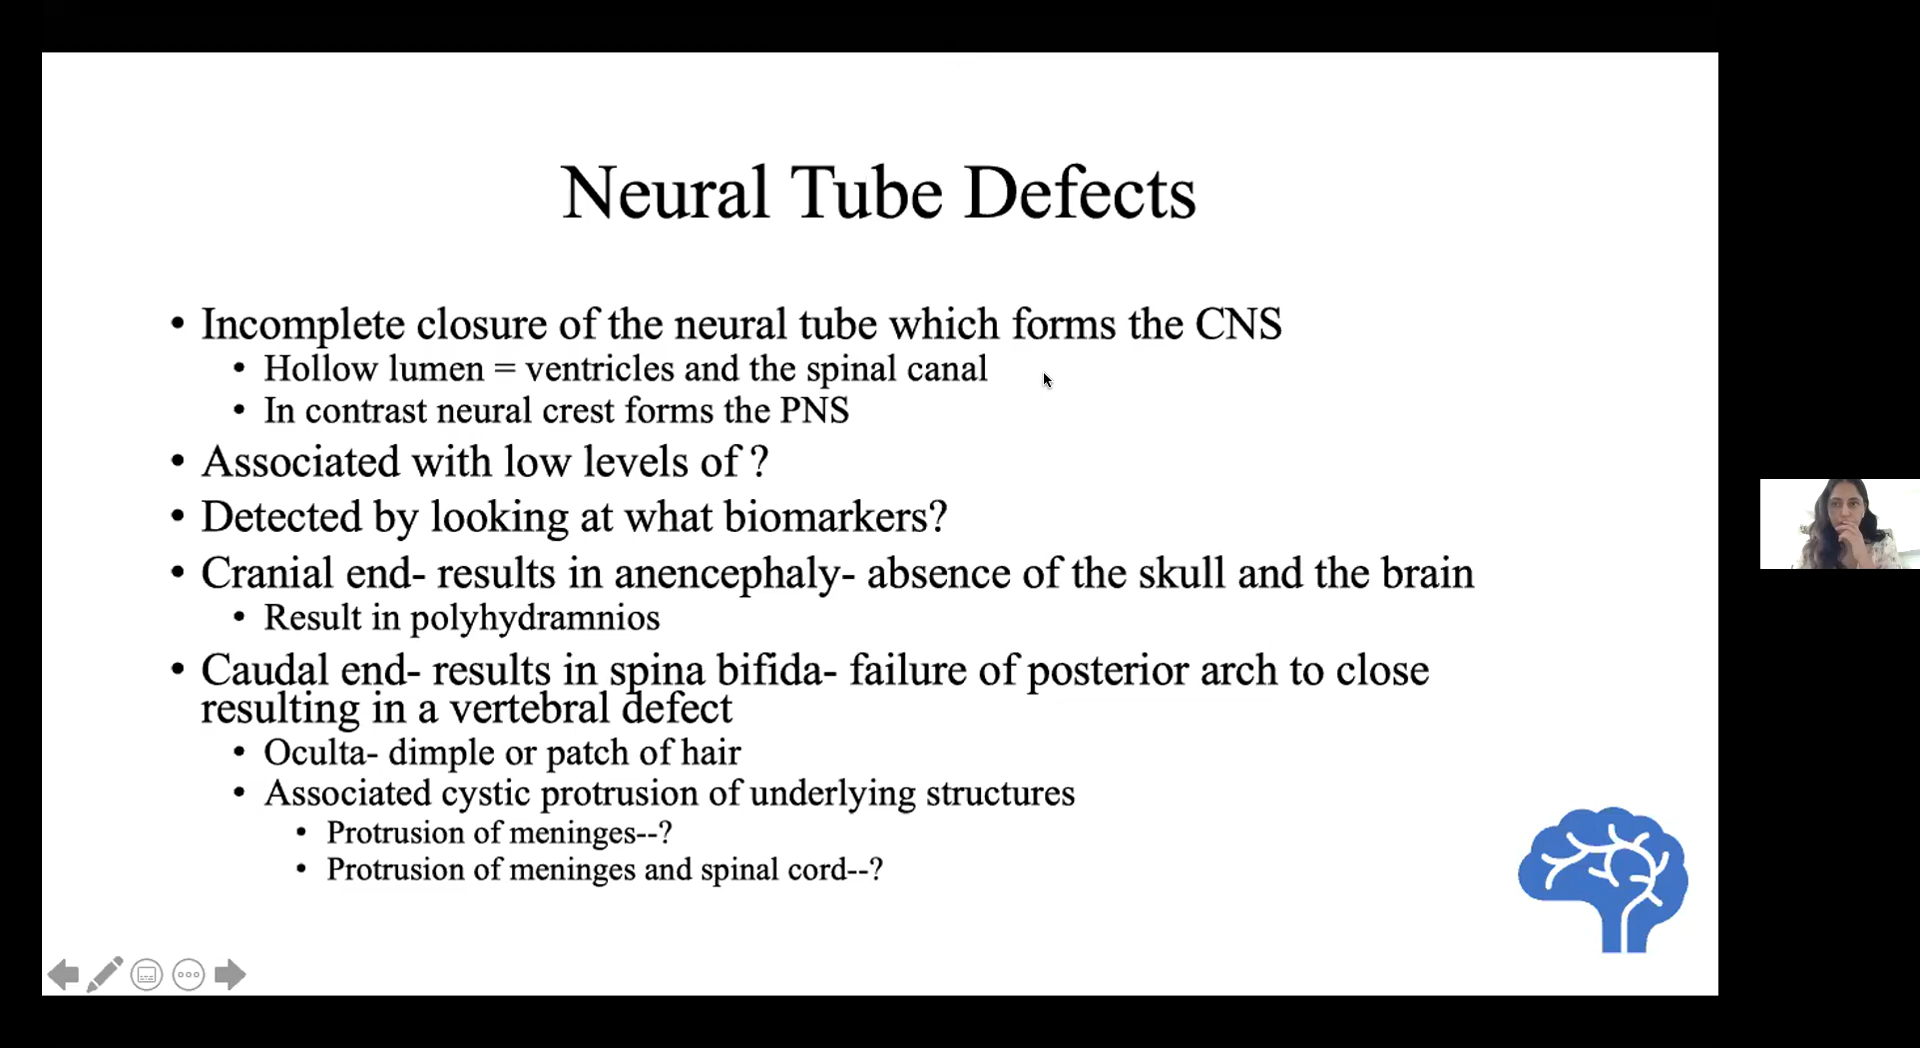 Neural Tube Defects
• Incomplete closure of the neural tube which forms the CNS
• Hollow lumen = ventricles and the spinal canal
• In contrast neural crest forms the PNS
• Associated with low levels of ?
• Detected by looking at what biomarkers?
• Cranial end- results in anencephaly- absence of the skull and the brain
• Result in polyhydramnios
• Caudal end- results in spina bifida- failure of posterior arch to close
resulting in a vertebral defect
• Oculta- dimple or patch of hair
• Associated cystic protrusion of underlying structures
• Protrusion of meninges--?
• Protrusion of meninges and spinal cord--?